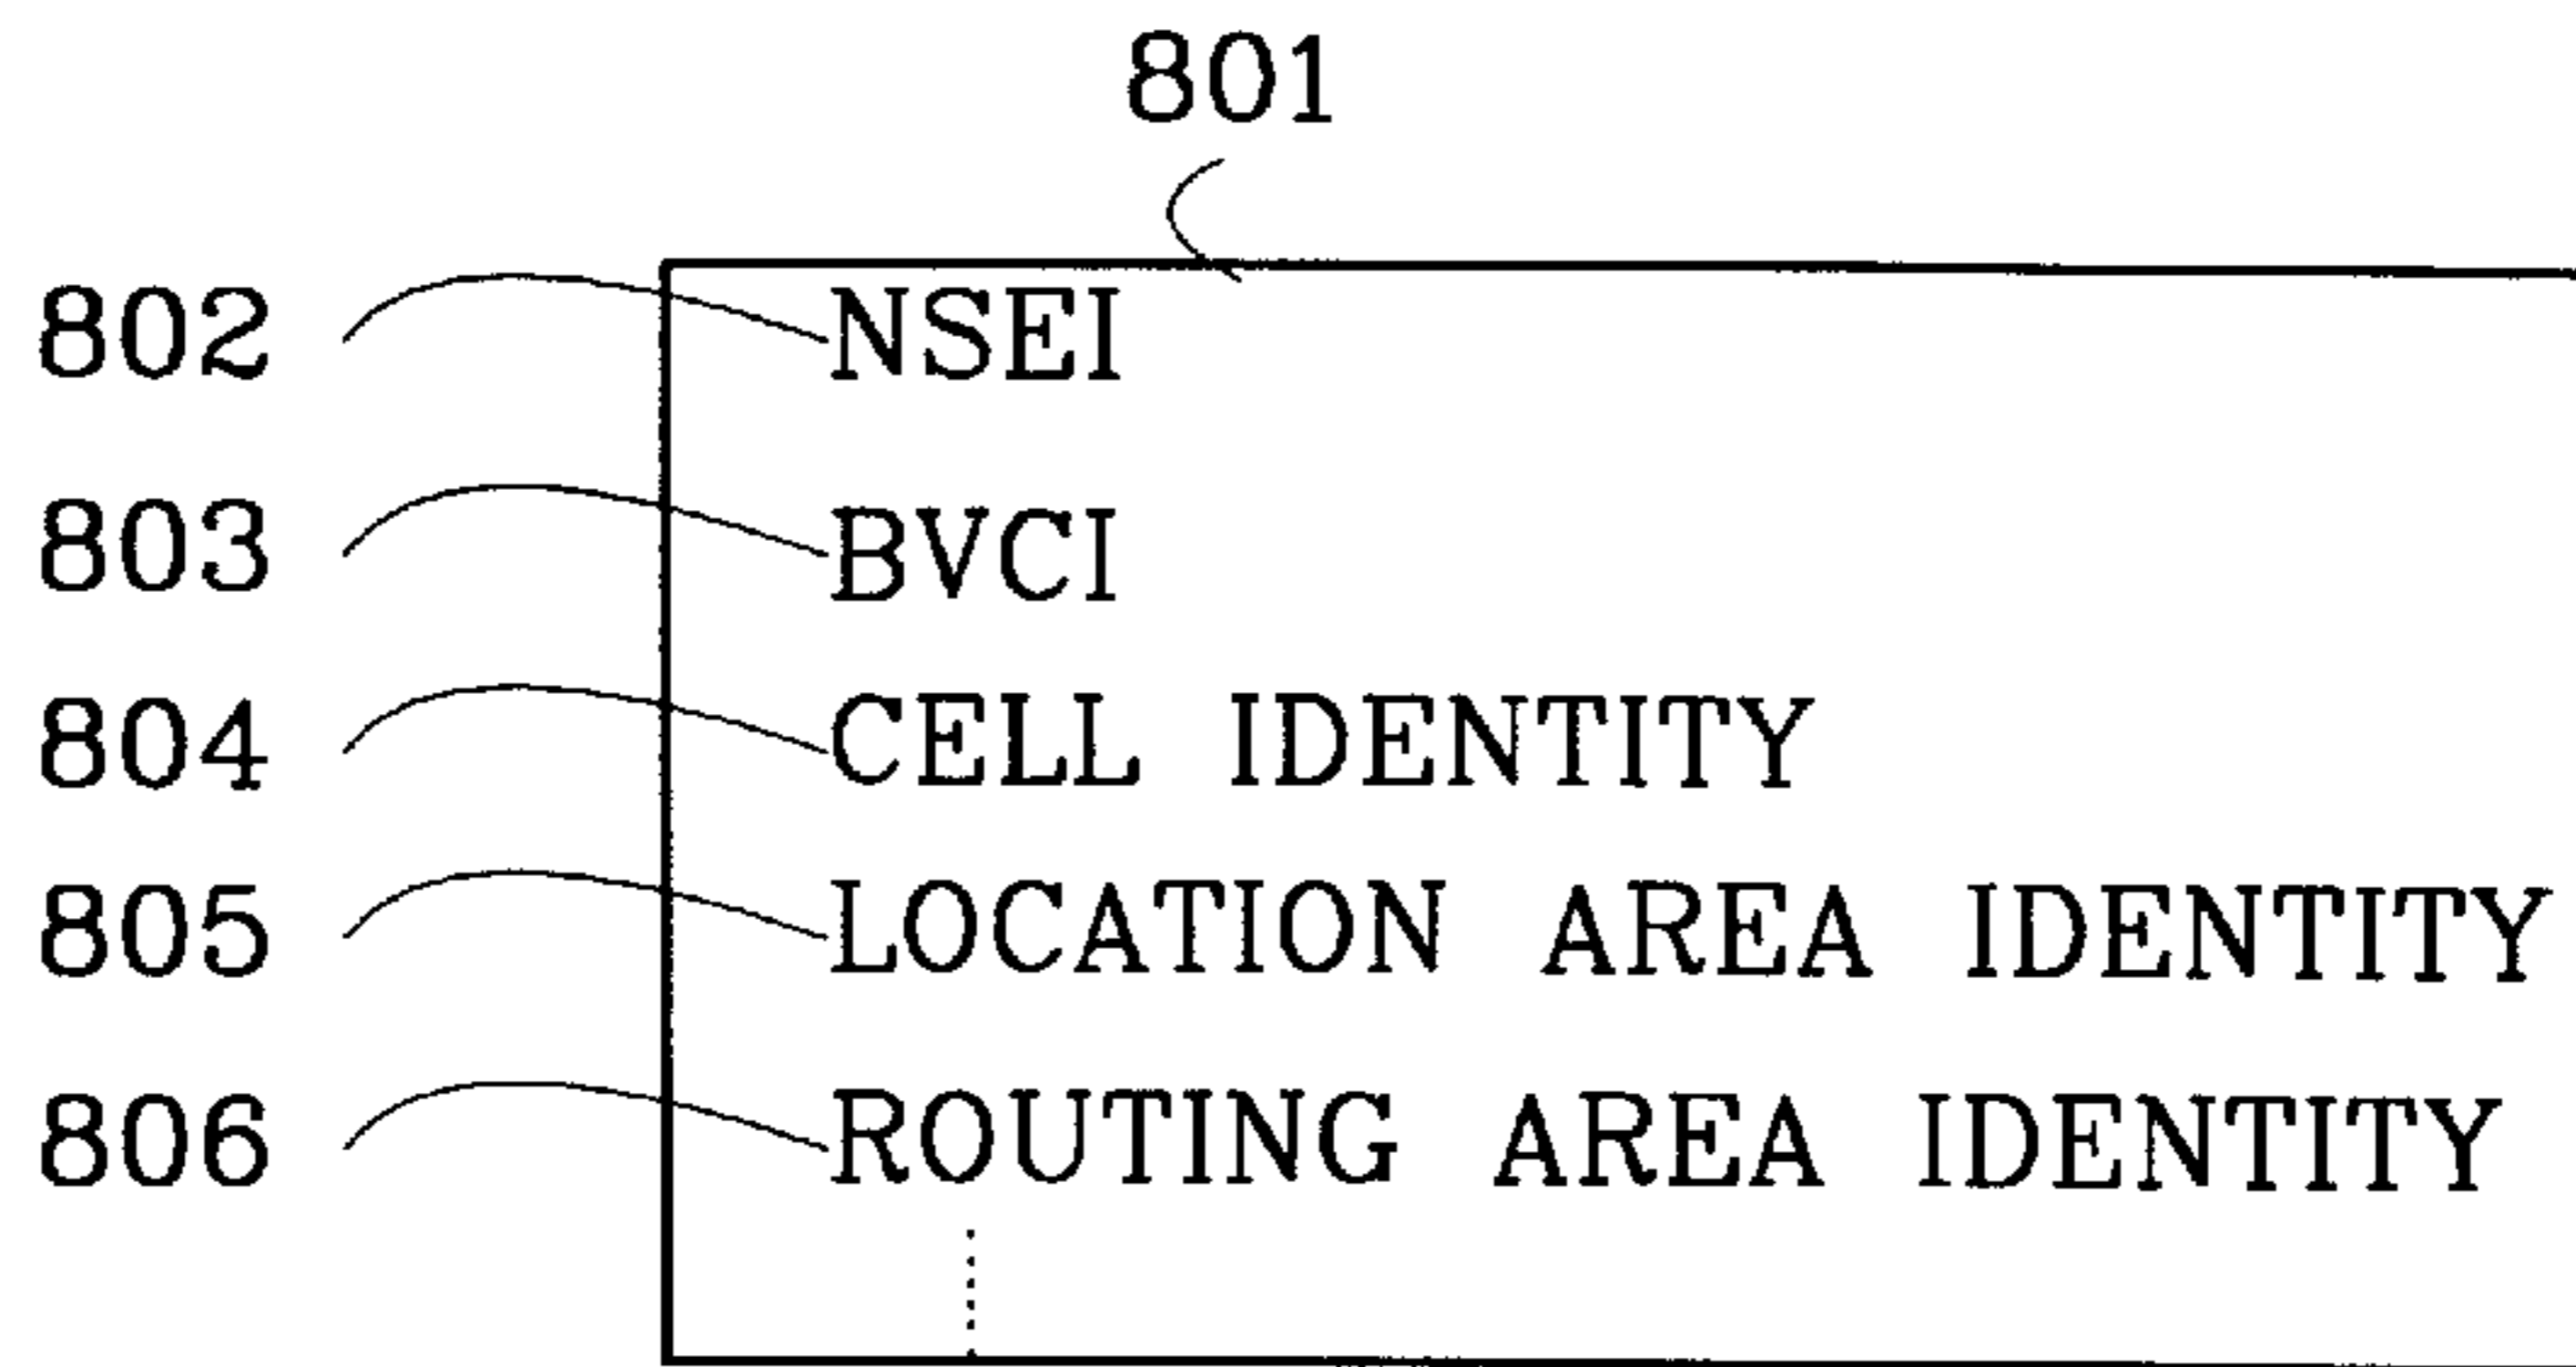 801
802 NSEI
803 BVCI
804 CELL IDENTITY
805 LOCATION AREA IDENTITY
806 ROUTING AREA IDENTITY